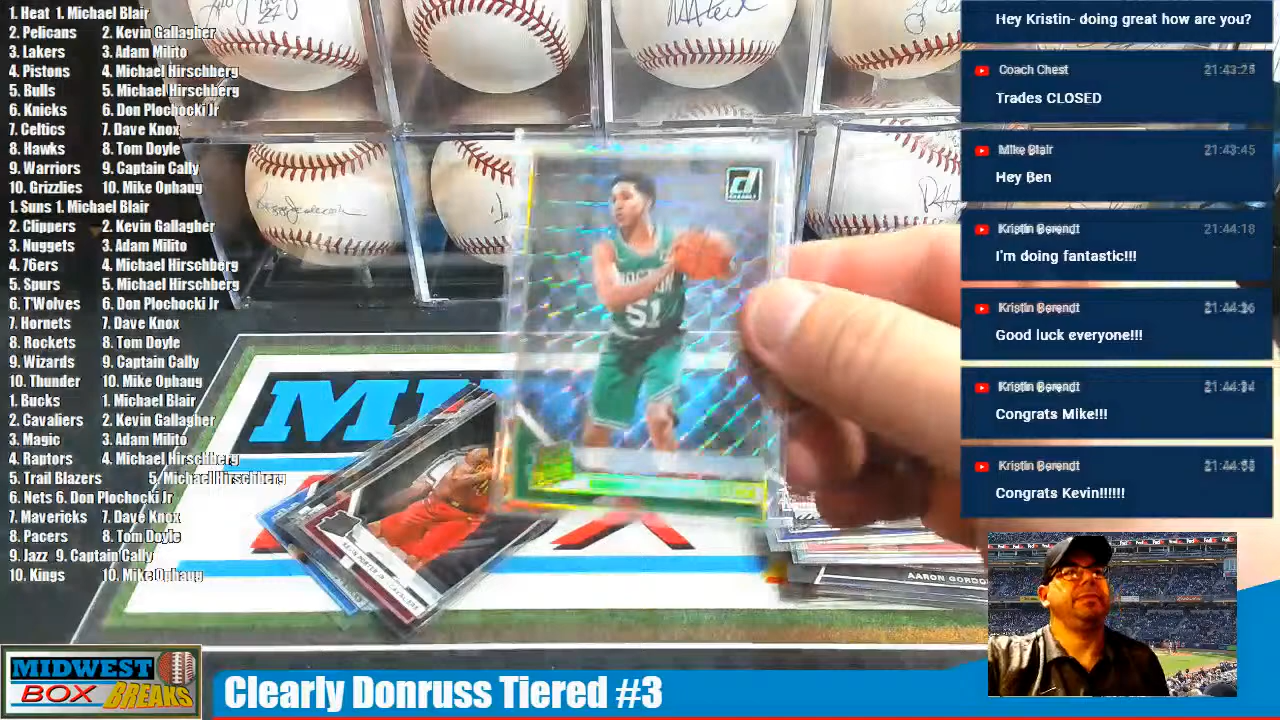 1. Heat 1. Michael Blair
2. Pelicans 2. Kevin Gallagher
3. Lakers 3. Adam Milito
4. Pistons 4. Michael Hirschberg
5. Bulls 5. Michael Hirschberg
6. Knicks 6. Don Plochocki Jr
7. Celtics 7. Dave Knox
8. Hawks 8. Tom Doyle
9. Warriors 9. Captain Cally
10. Grizzlies 10. Mike Ophaug
1. Suns 1. Michael Blair
2. Clippers 2. Kevin Gallagher
3. Nuggets 3. Adam Milito
4. 76ers 4. Michael Hirschberg
5. Spurs 5. Michael Hirschberg
6. T'Wolves 6. Don Plochocki Jr
7. Hornets 7. Dave Knox
8. Rockets 8. Tom Doyle
9. Wizards 9. Captain Cally
10. Thunder 10. Mike Ophaug
1. Bucks 1. Michael Blair
2. Cavaliers 2. Kevin Gallagher
3. Magic 3. Adam Milito
4. Raptors 4. Michael Hirschberg
5. Trail Blazers 5. Michael Hirschberg
6. Nets 6. Don Plochocki Jr
7. Mavericks 7. Dave Knox
8. Pacers 8. Tom Doyle
9. Jazz 9. Captain Cally
10. Kings 10. Mike Ophaug
Hey Kristin- doing great how are you?
Coach Chest 21:43:25
Trades CLOSED
Mike Blair 21:43:45
Hey Ben
Kristin Berendt 21:44:18
I'm doing fantastic!!!
Kristin Berendt 21:44:26
Good luck everyone!!!
Kristin Berendt 21:44:34
Congrats Mike!!!
Kristin Berendt 21:44:58
Congrats Kevin!!!!!!
BOSTON
51
AARON GORDON
MIDWEST
BOX BREAKS
Clearly Donruss Tiered #3